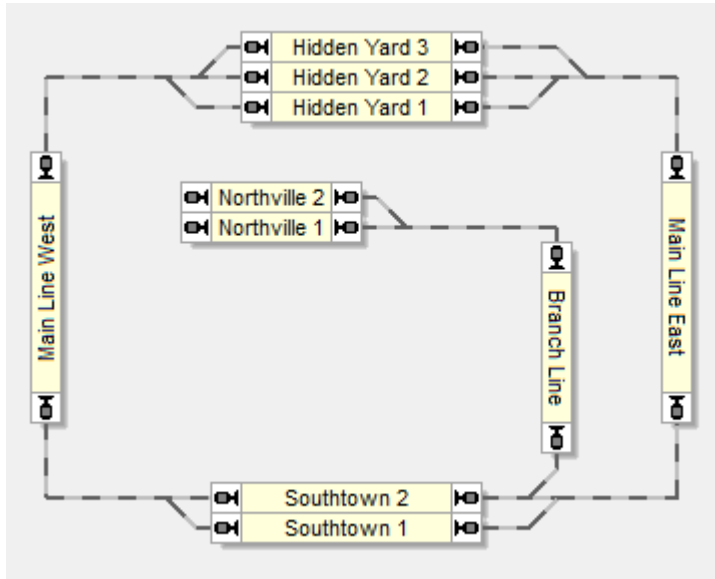 Hidden Yard 3
Hidden Yard 2
Hidden Yard 1
Northville 2
Northville 1
Main Line West
Branch Line
Main Line East
Southtown 2
Southtown 1